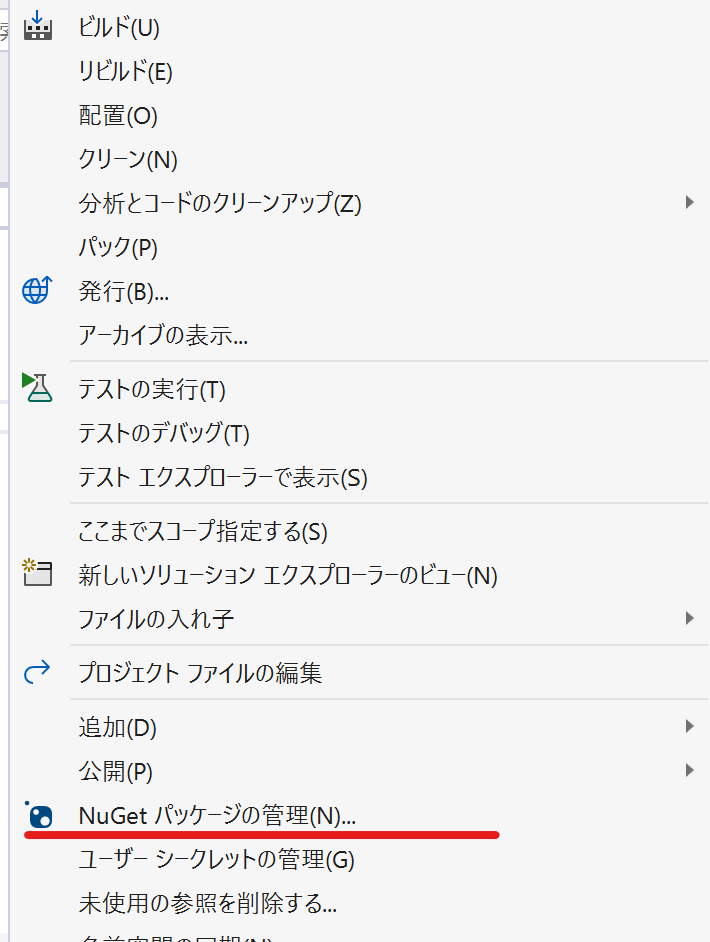 ビルド(U)
リビルド(E)
配置(O)
クリーン(N)
分析とコードのクリーンアップ(Z)
パック(P)
発行(B)...
アーカイブの表示...
テストの実行(T)
テストのデバッグ(T)
テスト エクスプローラーで表示(S)
ここまでスコープ指定する(S)
新しいソリューション エクスプローラーのビュー(N)
ファイルの入れ子
プロジェクト ファイルの編集
追加(D)
公開(P)
NuGet パッケージの管理(N)...
ユーザー シークレットの管理(G)
未使用の参照を削除する...